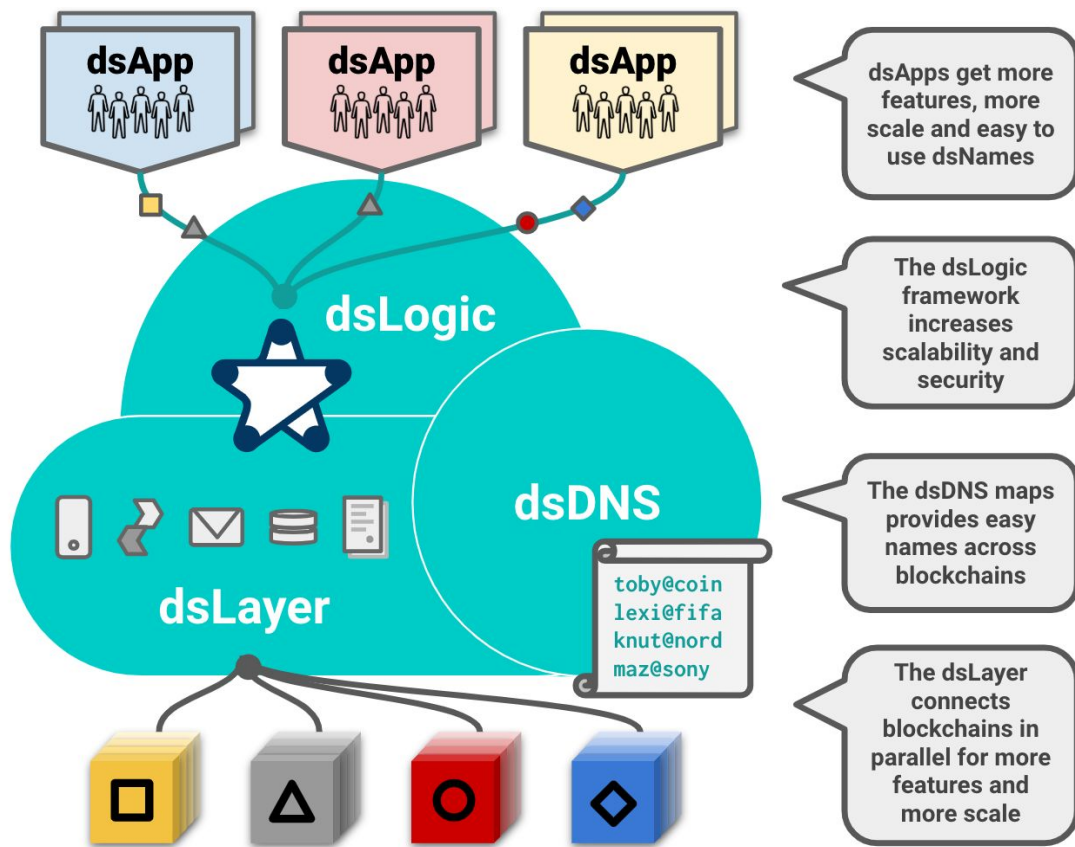 dsApp
dsApp
dsApp
dsApps get more
features, more
scale and easy to
use dsNames
dsLogic
The dsLogic
framework
increases
scalability and
security
dsDNS
The dsDNS maps
provides easy
names across
blockchains
toby@coin
lexi@fifa
knut@nord
maz@sony
dsLayer
The dsLayer
connects
blockchains in
parallel for more
features and
more scale